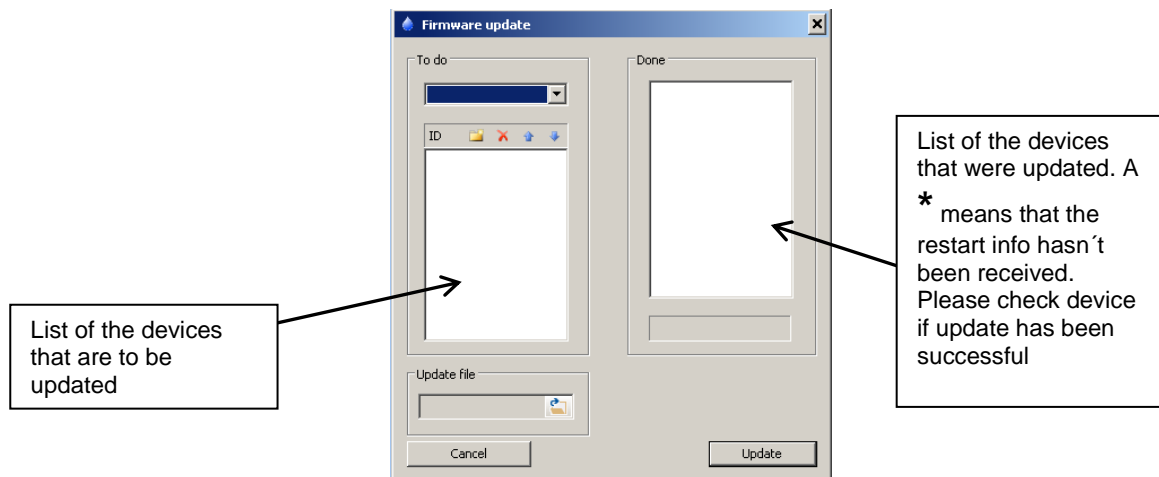 Firmware update
To do
Done
ID
List of the devices
that were updated. A
* means that the
restart info hasn´t
been received.
Please check device
if update has been
successful
List of the devices
that are to be
updated
Update file
Cancel
Update